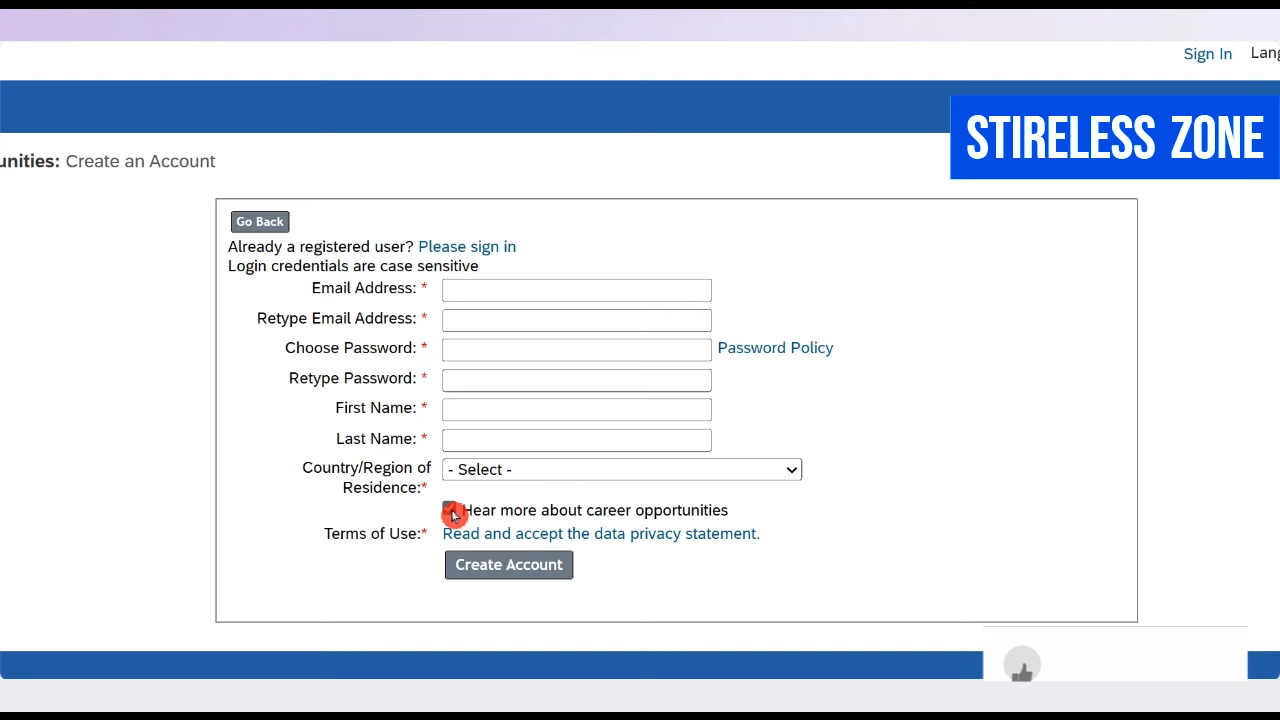 Sign In
STIRELESS ZONE
unities: Create an Account
Go Back
Already a registered user? Please sign in
Login credentials are case sensitive
Email Address: *
Retype Email Address: *
Choose Password: * Password Policy
Retype Password: *
First Name: *
Last Name: *
Country/Region of
Residence:* - Select -
Hear more about career opportunities
Terms of Use:* Read and accept the data privacy statement.
Create Account